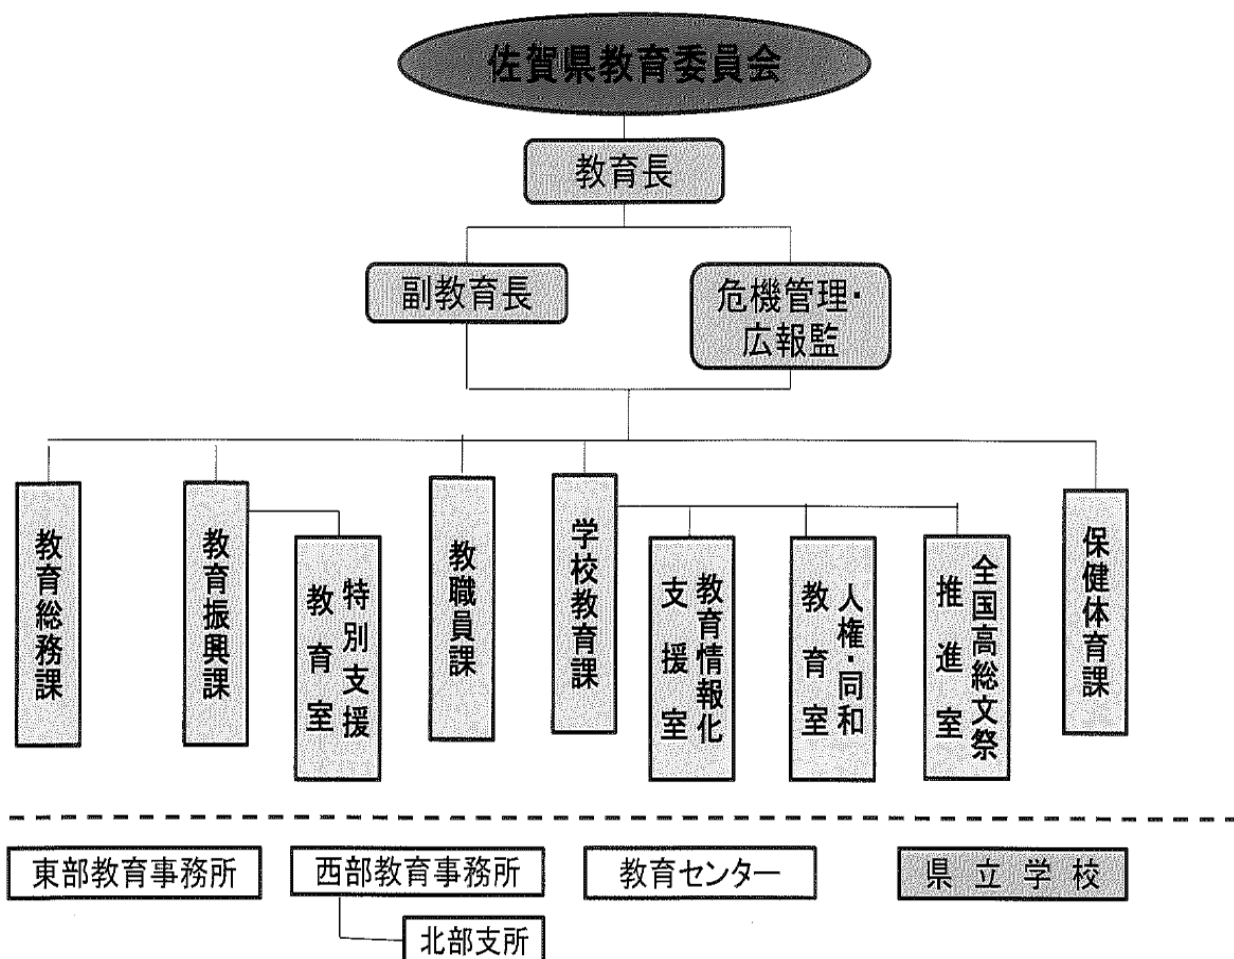 佐賀県教育委員会
教育長
副教育長
危機管理・
広報監
教育総務課
教育振興課
特別支援
教育室
教職員課
学校教育課
教育情報化
支援室
人権・同和
教育室
全国高総文祭
推進室
保健体育課
東部教育事務所
西部教育事務所
教育センター
県立学校
北部支所